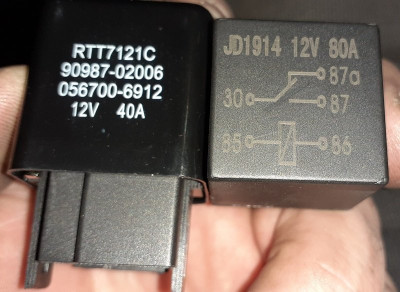 RTT7121C
90987-02006
056700-6912
12V 40A
JD1914 12V 80A
87a
30 87
85 86